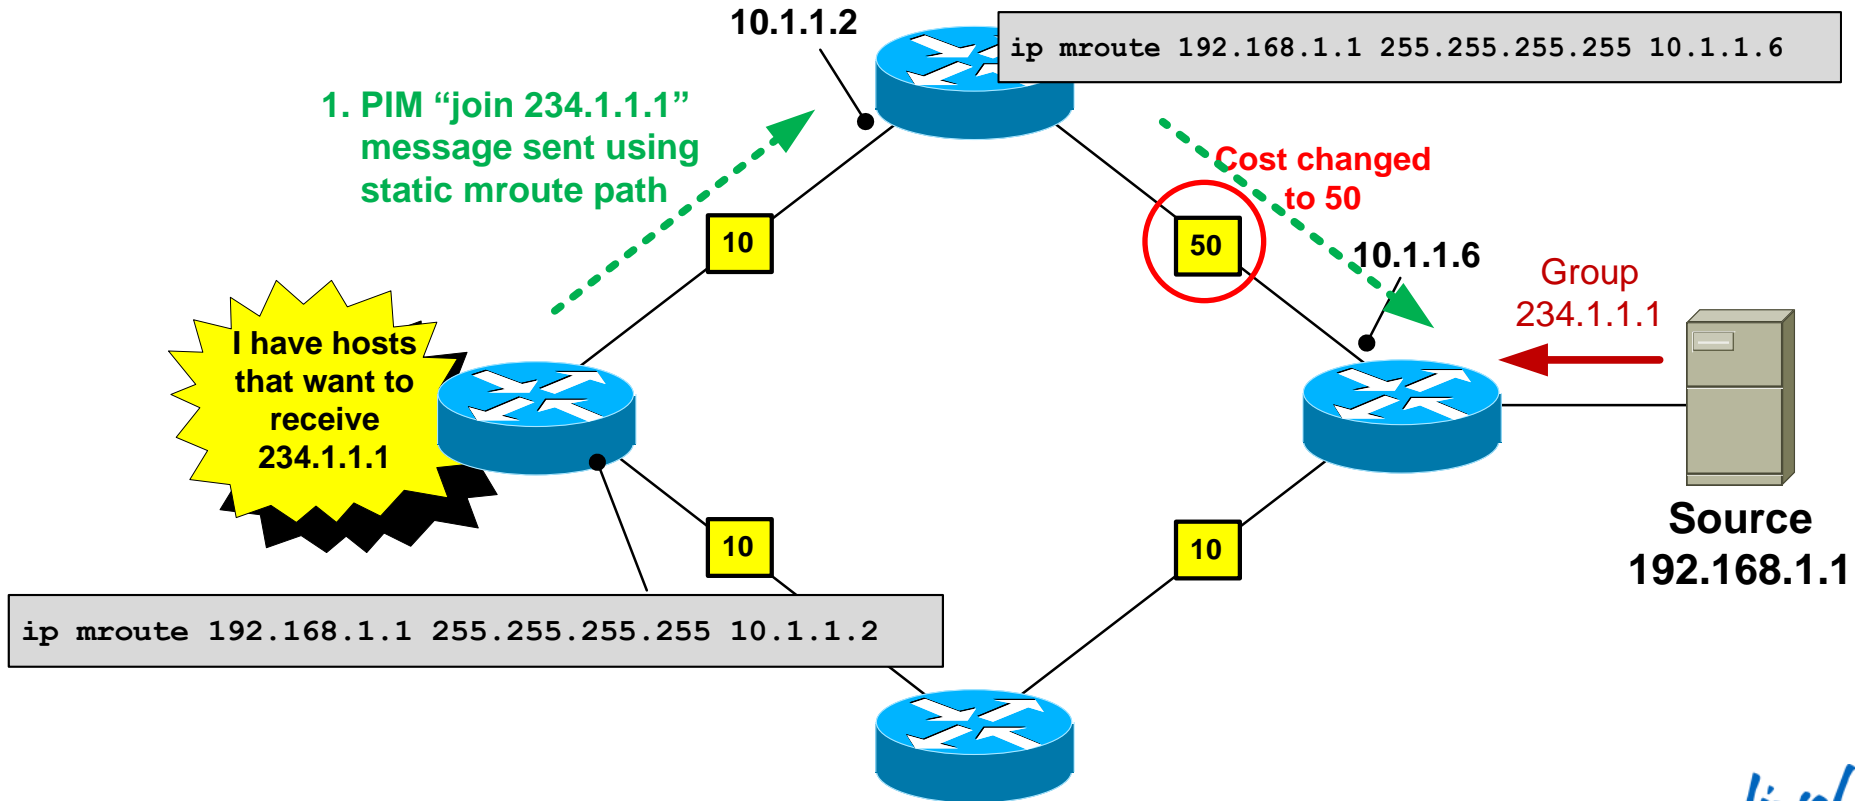 10.1.1.2
ip mroute 192.168.1.1 255.255.255.255 10.1.1.6
1. PIM “join 234.1.1.1”
message sent using
static mroute path
Cost changed
to 50
10
50
10.1.1.6
Group
234.1.1.1
I have hosts
that want to
receive
234.1.1.1
Source
192.168.1.1
10
10
ip mroute 192.168.1.1 255.255.255.255 10.1.1.2